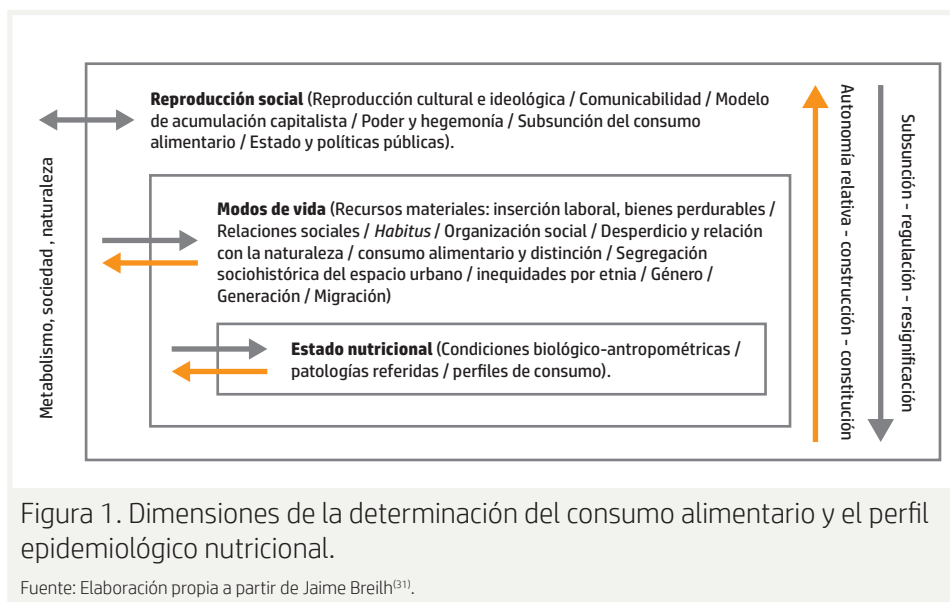 Reproducción social (Reproducción cultural e ideológica / Comunicabilidad / Modelo
de acumulación capitalista / Poder y hegemonía / Subsunción del consumo
alimentario / Estado y políticas públicas).
Modos de vida (Recursos materiales: inserción laboral, bienes perdurables /
Relaciones sociales / Habitus / Organización social / Desperdicio y relación
con la naturaleza / consumo alimentario y distinción / Segregación
sociohistórica del espacio urbano / inequidades por etnia / Género /
Generación / Migración)
Estado nutricional (Condiciones biológico-antropométricas /
patologías referidas / perfiles de consumo).
Metabolismo, sociedad , naturaleza
Autonomía relativa - construcción - constitución
Subsunción - regulación - resignificación
Figura 1. Dimensiones de la determinación del consumo alimentario y el perfil
epidemiológico nutricional.
Fuente: Elaboración propia a partir de Jaime Breilh(31).